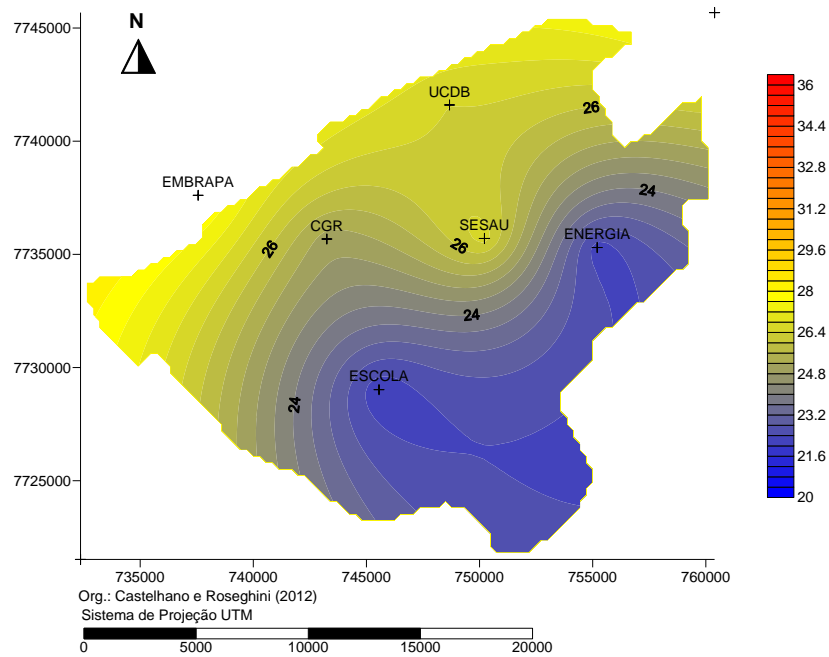 7745000
N
36
UCDB
26
34.4
7740000
32.8
EMBRAPA
24
31.2
CGR
SESAU
ENERGIA
7735000
26
26
29.6
28
24
26.4
7730000
ESCOLA
24.8
24
23.2
7725000
21.6
20
735000 740000 745000 750000 755000 760000
Org.: Castelhano e Roseghini (2012)
Sistema de Projeção UTM
0 5000 10000 15000 20000